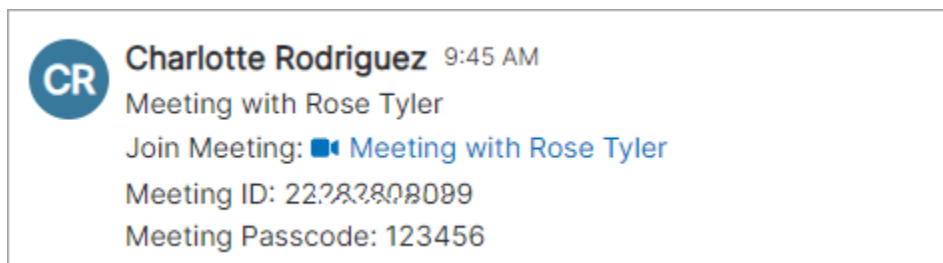 CR
Charlotte Rodriguez 9:45 AM
Meeting with Rose Tyler
Join Meeting: Meeting with Rose Tyler
Meeting ID:
Meeting Passcode: 123456